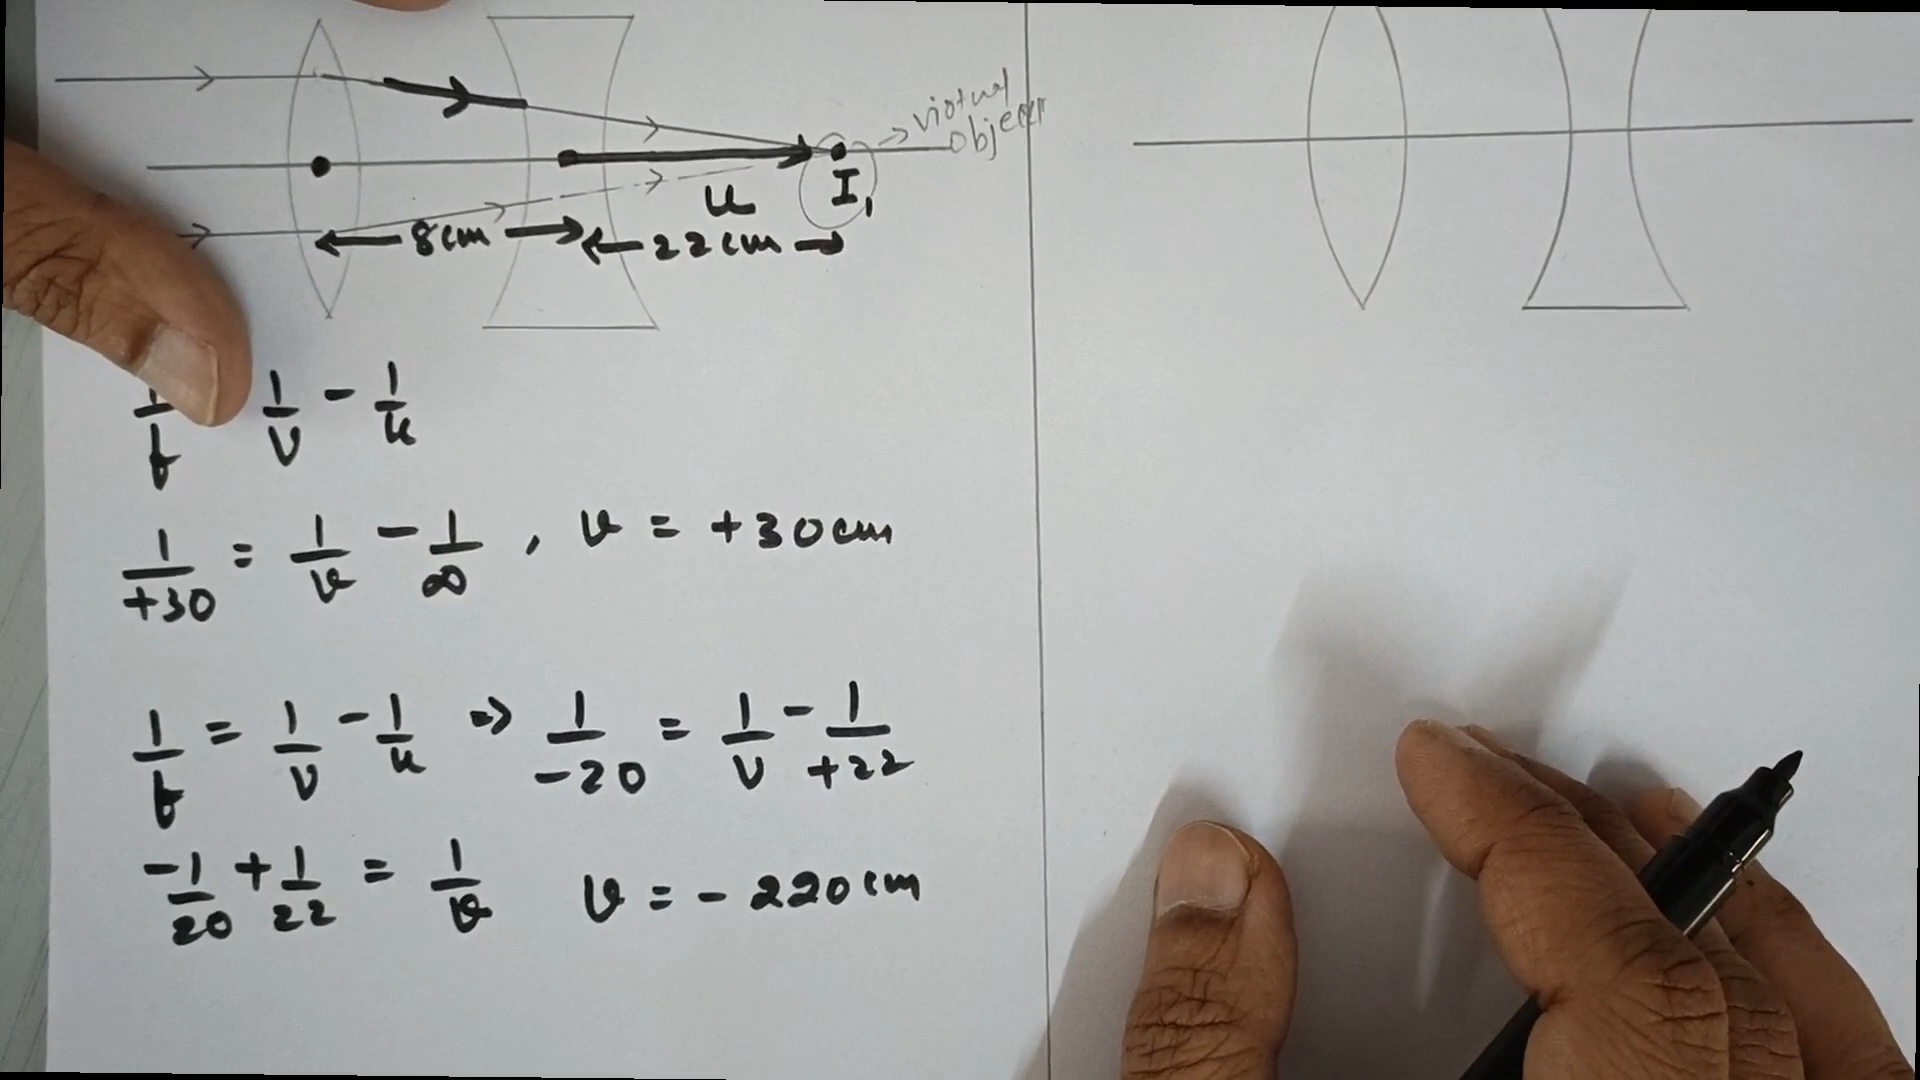 virtual
object
u
I₁
8cm
22cm
1/f 1/v - 1/u
1/+30 = 1/v - 1/∞ , v = +30cm
1/f = 1/v - 1/u ⇒ 1/-20 = 1/v - 1/+22
-1/20 + 1/22 = 1/v v = -220cm